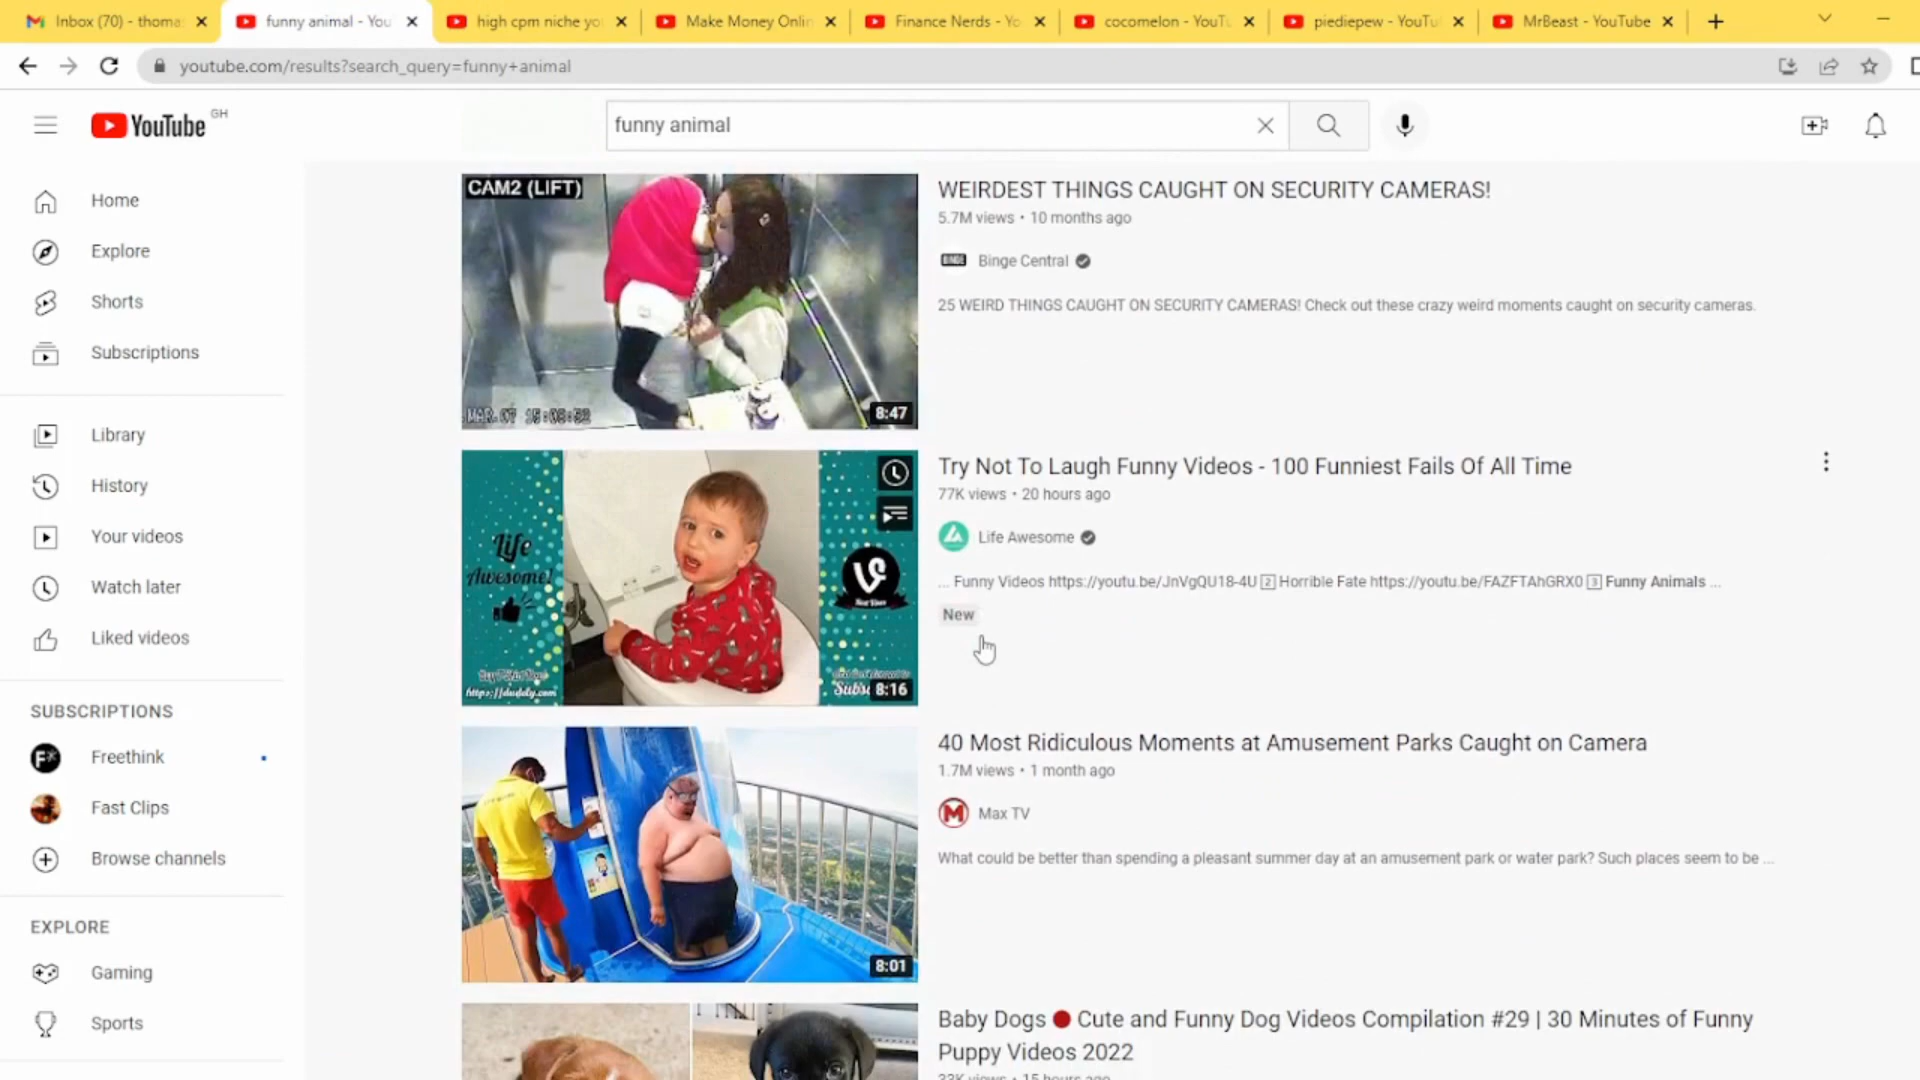 Inbox (70) - thomas
funny animal - You
high cpm niche yo
Make Money Onlin
Finance Nerds - Yo
cocomelon - YouTu
piediepew - YouTu
MrBeast - YouTube
youtube.com/results?search_query=funny+animal
YouTube GH
funny animal
Home
Explore
Shorts
Subscriptions
Library
History
Your videos
Watch later
Liked videos
SUBSCRIPTIONS
Freethink
Fast Clips
Browse channels
EXPLORE
Gaming
Sports
CAM2 (LIFT)
8:47
WEIRDEST THINGS CAUGHT ON SECURITY CAMERAS!
5.7M views • 10 months ago
BINGE Binge Central
25 WEIRD THINGS CAUGHT ON SECURITY CAMERAS! Check out these crazy weird moments caught on security cameras.
Life
Awesome!
8:16
Try Not To Laugh Funny Videos - 100 Funniest Fails Of All Time
77K views • 20 hours ago
Life Awesome
... Funny Videos https://youtu.be/JnVgQU18-4U 2 Horrible Fate https://youtu.be/FAZFTAhGRX0 3 Funny Animals ...
New
8:01
40 Most Ridiculous Moments at Amusement Parks Caught on Camera
1.7M views • 1 month ago
M Max TV
What could be better than spending a pleasant summer day at an amusement park or water park? Such places seem to be ...
Baby Dogs 🔴 Cute and Funny Dog Videos Compilation #29 | 30 Minutes of Funny
Puppy Videos 2022
33K views • 15 hours ago